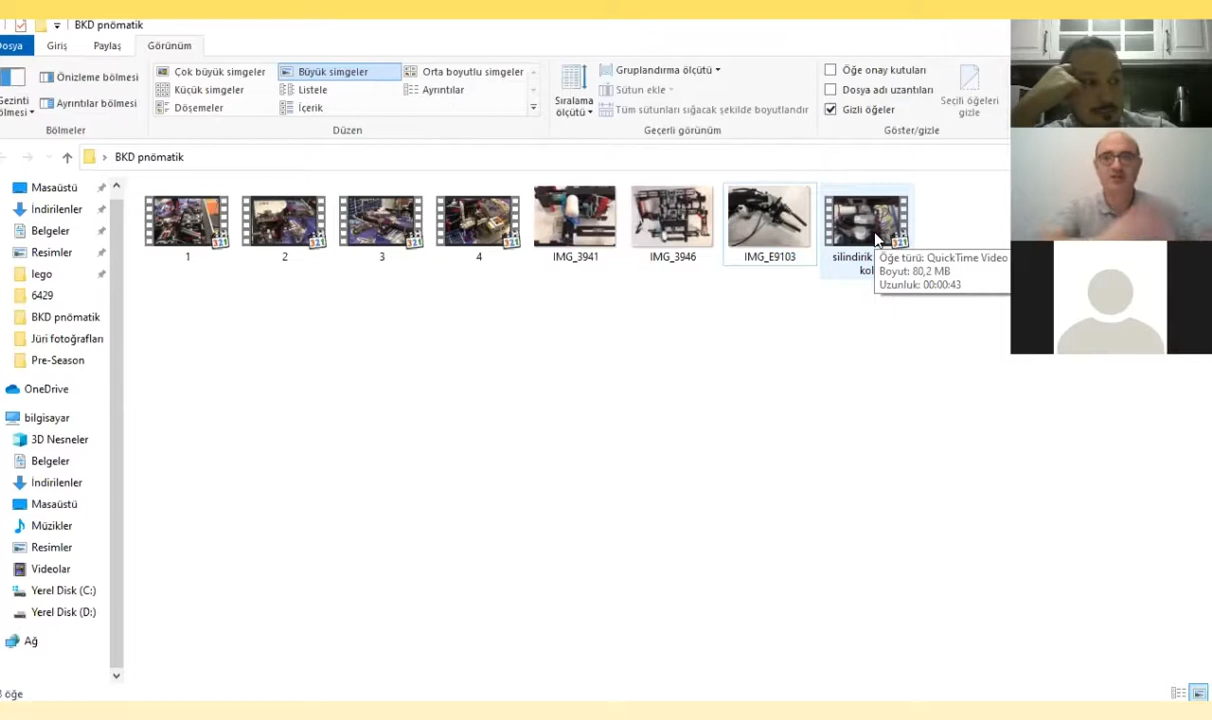 BKD pnömatik
Dosya Giriş Paylaş Görünüm
Gezinti bölmesi
Önizleme bölmesi
Ayrıntılar bölmesi
Bölmeler
Çok büyük simgeler
Büyük simgeler
Orta boyutlu simgeler
Küçük simgeler
Listele
Ayrıntılar
Döşemeler
İçerik
Düzen
Sıralama
ölçütü
Gruplandırma ölçütü
Sütun ekle
Tüm sütunları sığacak şekilde boyutlandır
Geçerli görünüm
Öğe onay kutuları
Dosya adı uzantıları
Gizli öğeler
Seçili öğeleri
gizle
Göster/gizle
BKD pnömatik
Masaüstü
İndirilenler
Belgeler
Resimler
lego
6429
BKD pnömatik
Jüri fotoğrafları
Pre-Season
OneDrive
bilgisayar
3D Nesneler
Belgeler
İndirilenler
Masaüstü
Müzikler
Resimler
Videolar
Yerel Disk (C:)
Yerel Disk (D:)
Ağ
1
2
3
4
IMG_3941
IMG_3946
IMG_E9103
silindirik
kol
Öğe türü: QuickTime Video
Boyut: 80,2 MB
Uzunluk: 00:00:43
öğe